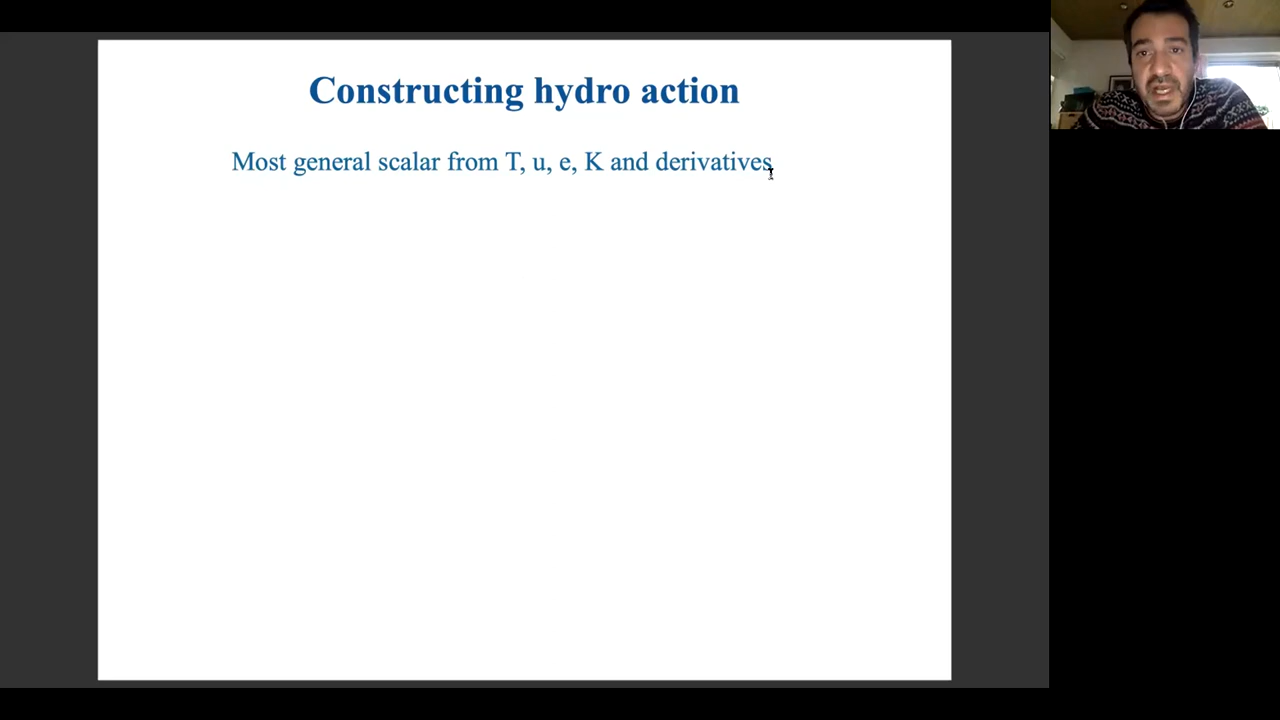 Constructing hydro action
Most general scalar from T, u, e, K and derivatives